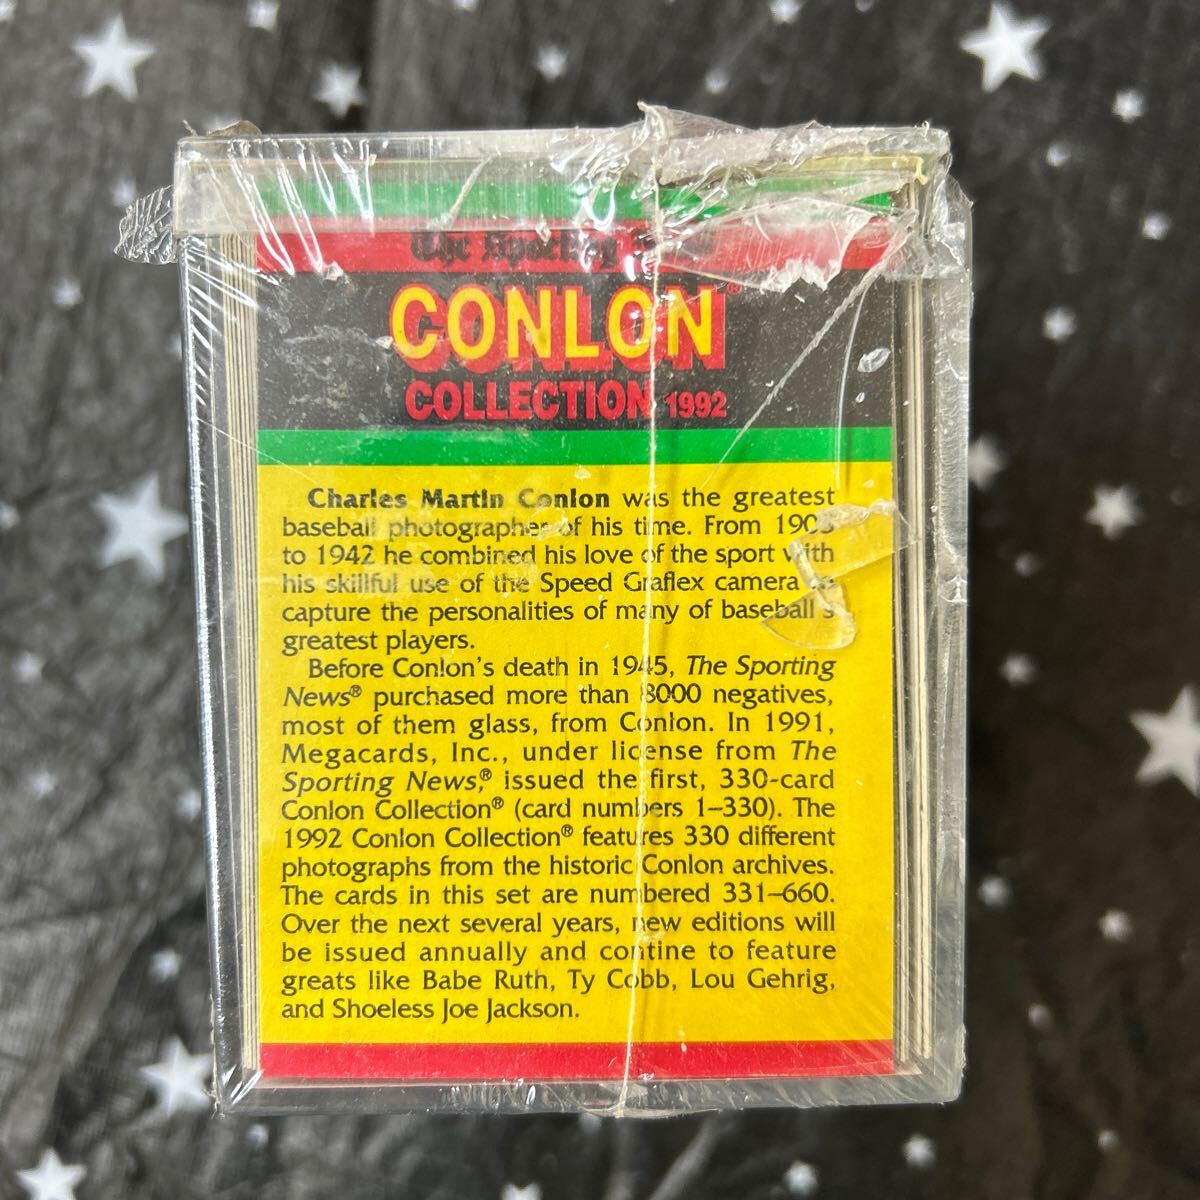 The Sporting
CONLON®
COLLECTION 1992
Charles Martin Conlon was the greatest
baseball photographer of his time. From
to 1942 he combined his love of the sport with
his skillful use of the Speed Graflex camera to
capture the personalities of many of baseball's
greatest players.
Before Conlon's death in 1945, The Sporting
News® purchased more than 8000 negatives,
most of them glass, from Conlon. In 1991,
Megacards, Inc., under license from The
Sporting News,® issued the first, 330-card
Conlon Collection® (card numbers 1–330). The
1992 Conlon Collection® features 330 different
photographs from the historic Conlon archives.
The cards in this set are numbered 331–660.
Over the next several years, new editions will
be issued annually and contine to feature
greats like Babe Ruth, Ty Cobb, Lou Gehrig,
and Shoeless Joe Jackson.